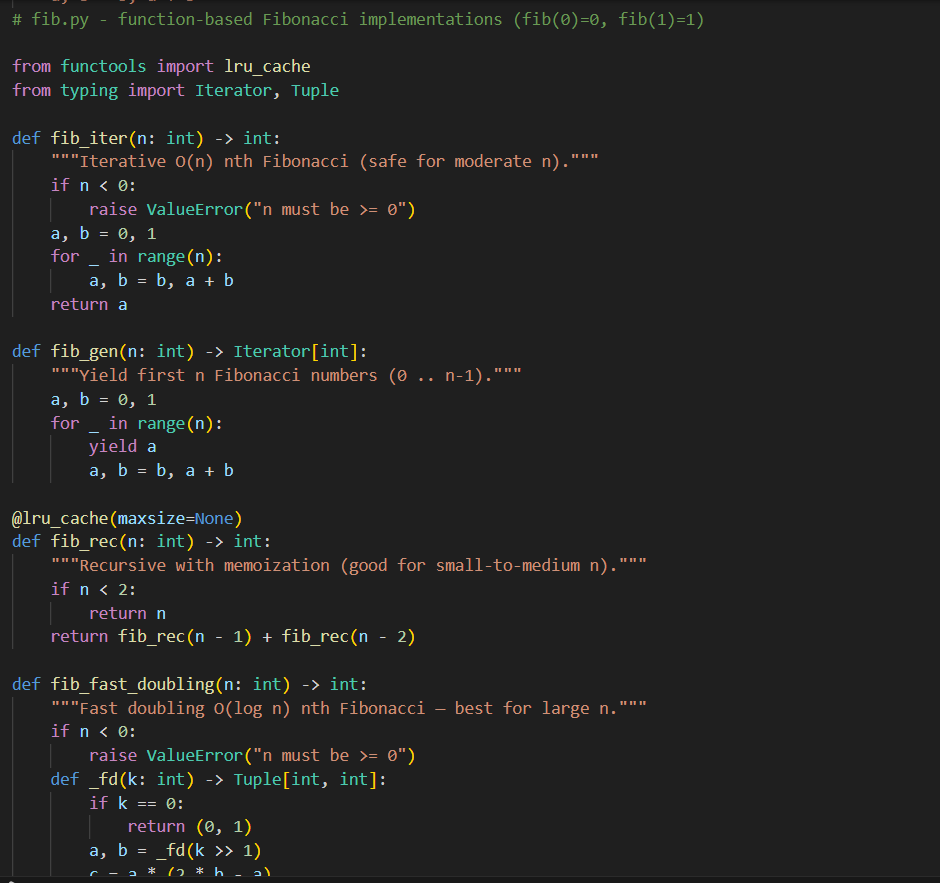 # fib.py - function-based Fibonacci implementations (fib(0)=0, fib(1)=1)
from functools import lru_cache
from typing import Iterator, Tuple
def fib_iter(n: int) -> int:
    """Iterative O(n) nth Fibonacci (safe for moderate n)."""
    if n < 0:
        raise ValueError("n must be >= 0")
    a, b = 0, 1
    for _ in range(n):
        a, b = b, a + b
    return a
def fib_gen(n: int) -> Iterator[int]:
    """Yield first n Fibonacci numbers (0 .. n-1)."""
    a, b = 0, 1
    for _ in range(n):
        yield a
        a, b = b, a + b
@lru_cache(maxsize=None)
def fib_rec(n: int) -> int:
    """Recursive with memoization (good for small-to-medium n)."""
    if n < 2:
        return n
    return fib_rec(n - 1) + fib_rec(n - 2)
def fib_fast_doubling(n: int) -> int:
    """Fast doubling O(log n) nth Fibonacci — best for large n."""
    if n < 0:
        raise ValueError("n must be >= 0")
    def _fd(k: int) -> Tuple[int, int]:
        if k == 0:
            return (0, 1)
        a, b = _fd(k >> 1)
        c = a * (2 * b - a)